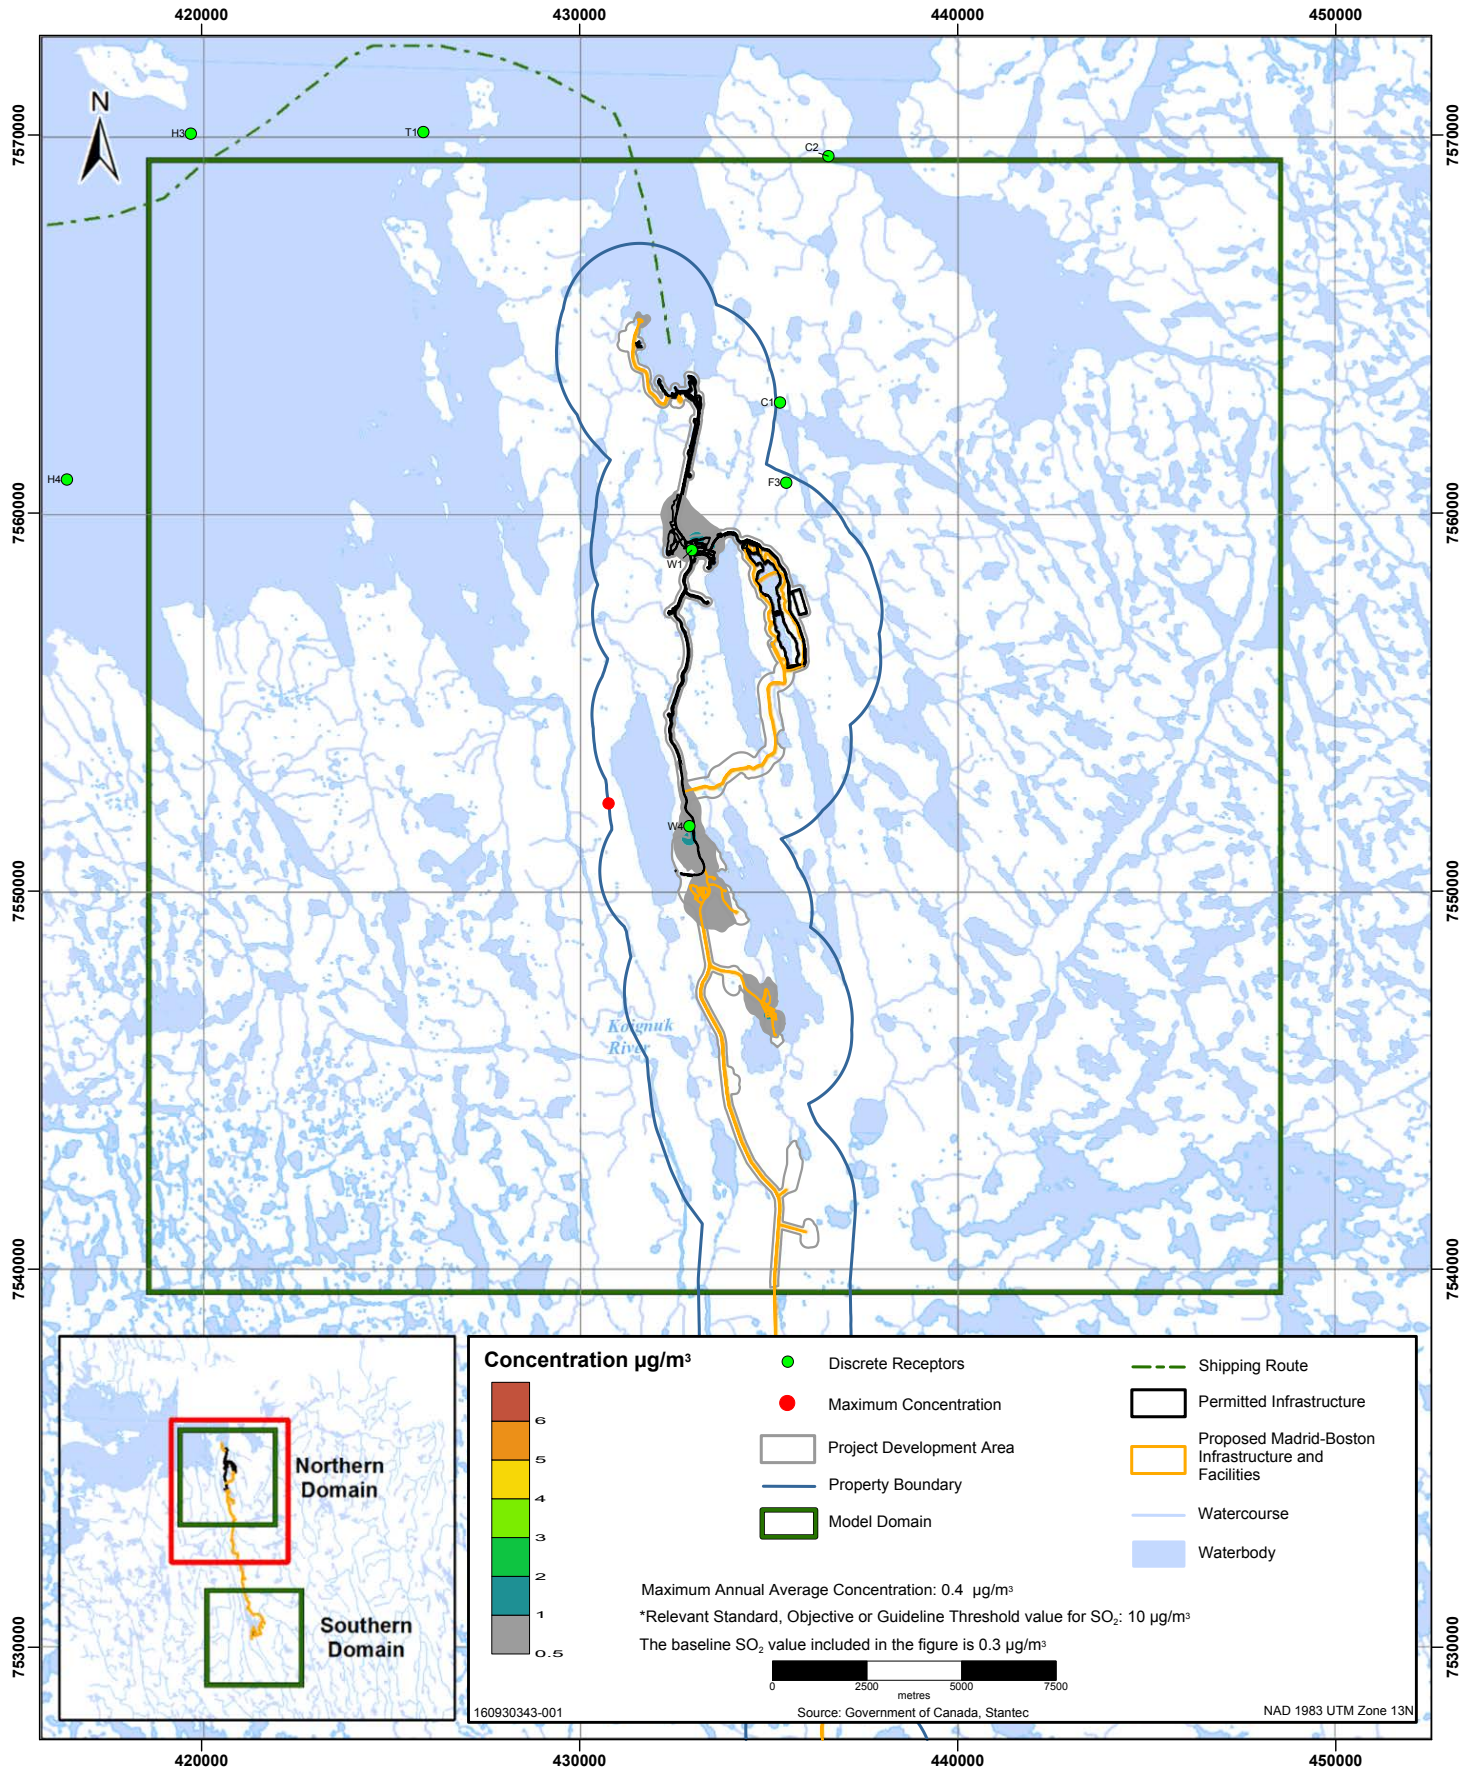 420000
430000
440000
450000
N
7570000
7570000
H3
T1
C2
C1
H4
F3
7560000
7560000
W1
W4
7550000
7550000
Koignuk
River
7540000
7540000
Northern
Domain
Southern
Domain
7530000
7530000
Concentration µg/m³
6
5
4
3
2
1
0.5
Discrete Receptors
Maximum Concentration
Project Development Area
Property Boundary
Model Domain
Shipping Route
Permitted Infrastructure
Proposed Madrid-Boston
Infrastructure and
Facilities
Watercourse
Waterbody
Maximum Annual Average Concentration: 0.4 µg/m³
*Relevant Standard, Objective or Guideline Threshold value for SO₂: 10 µg/m³
The baseline SO₂ value included in the figure is 0.3 µg/m³
0 2500 5000 7500
metres
160930343-001
Source: Government of Canada, Stantec
NAD 1983 UTM Zone 13N
420000
430000
440000
450000